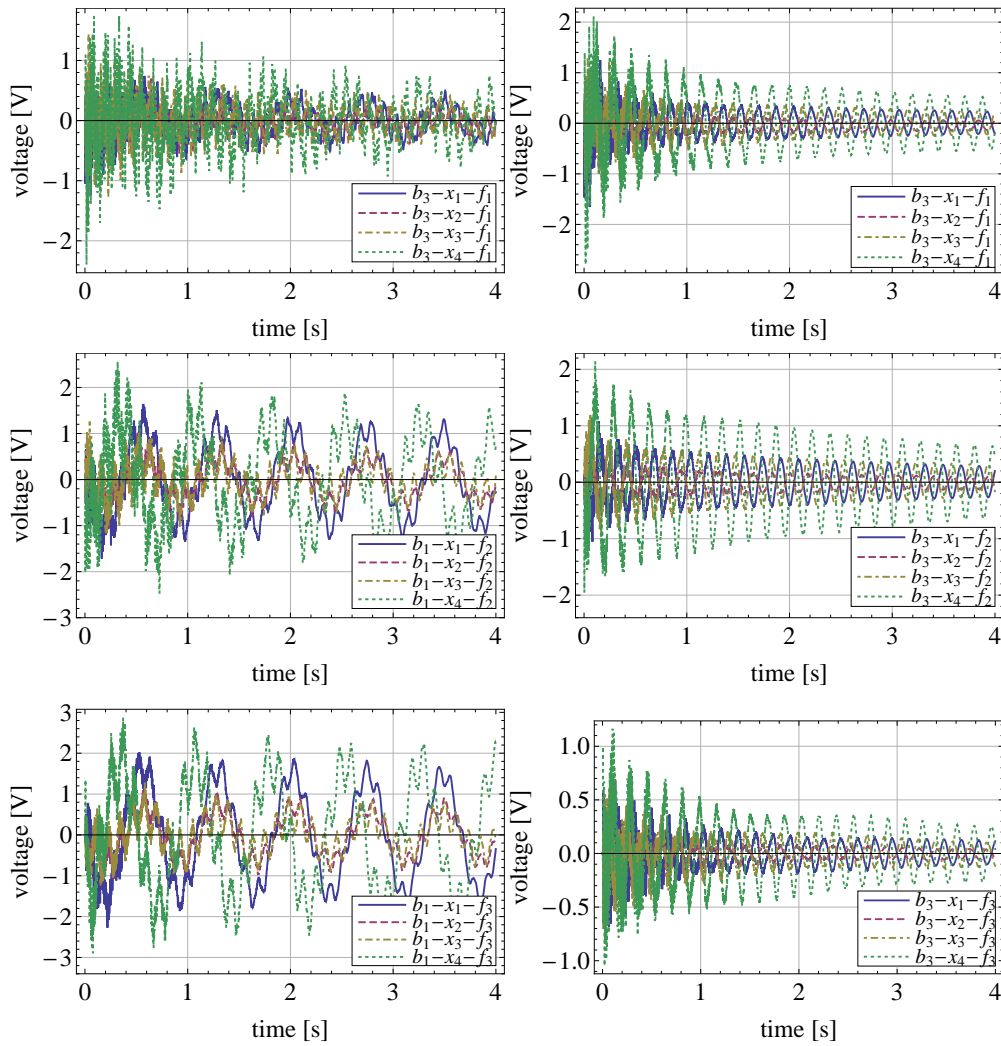 voltage [V]
1
0
−1
−2
b3−x1−f1
b3−x2−f1
b3−x3−f1
b3−x4−f1
0 1 2 3 4
time [s]
voltage [V]
2
1
0
−1
−2
b3−x1−f1
b3−x2−f1
b3−x3−f1
b3−x4−f1
0 1 2 3 4
time [s]
voltage [V]
2
1
0
−1
−2
−3
b1−x1−f2
b1−x2−f2
b1−x3−f2
b1−x4−f2
0 1 2 3 4
time [s]
voltage [V]
2
1
0
−1
−2
b3−x1−f2
b3−x2−f2
b3−x3−f2
b3−x4−f2
0 1 2 3 4
time [s]
voltage [V]
3
2
1
0
−1
−2
−3
b1−x1−f3
b1−x2−f3
b1−x3−f3
b1−x4−f3
0 1 2 3 4
time [s]
voltage [V]
1.0
0.5
0.0
−0.5
−1.0
b3−x1−f3
b3−x2−f3
b3−x3−f3
b3−x4−f3
0 1 2 3 4
time [s]